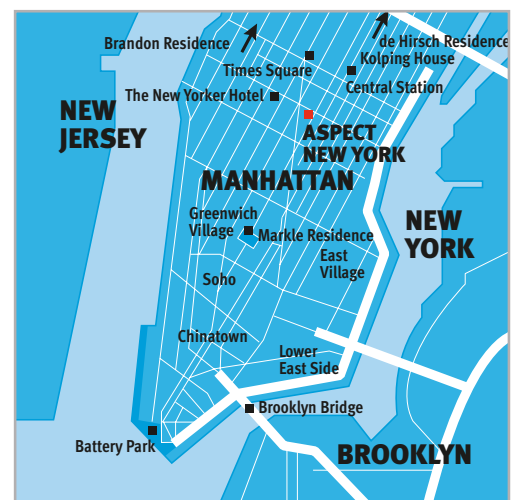 Brandon Residence
de Hirsch Residence
Kolping House
Times Square
Central Station
The New Yorker Hotel
NEW
JERSEY
ASPECT
NEW YORK
MANHATTAN
Greenwich
Village
Markle Residence
NEW
YORK
East
Village
Soho
Chinatown
Lower
East Side
Brooklyn Bridge
Battery Park
BROOKLYN